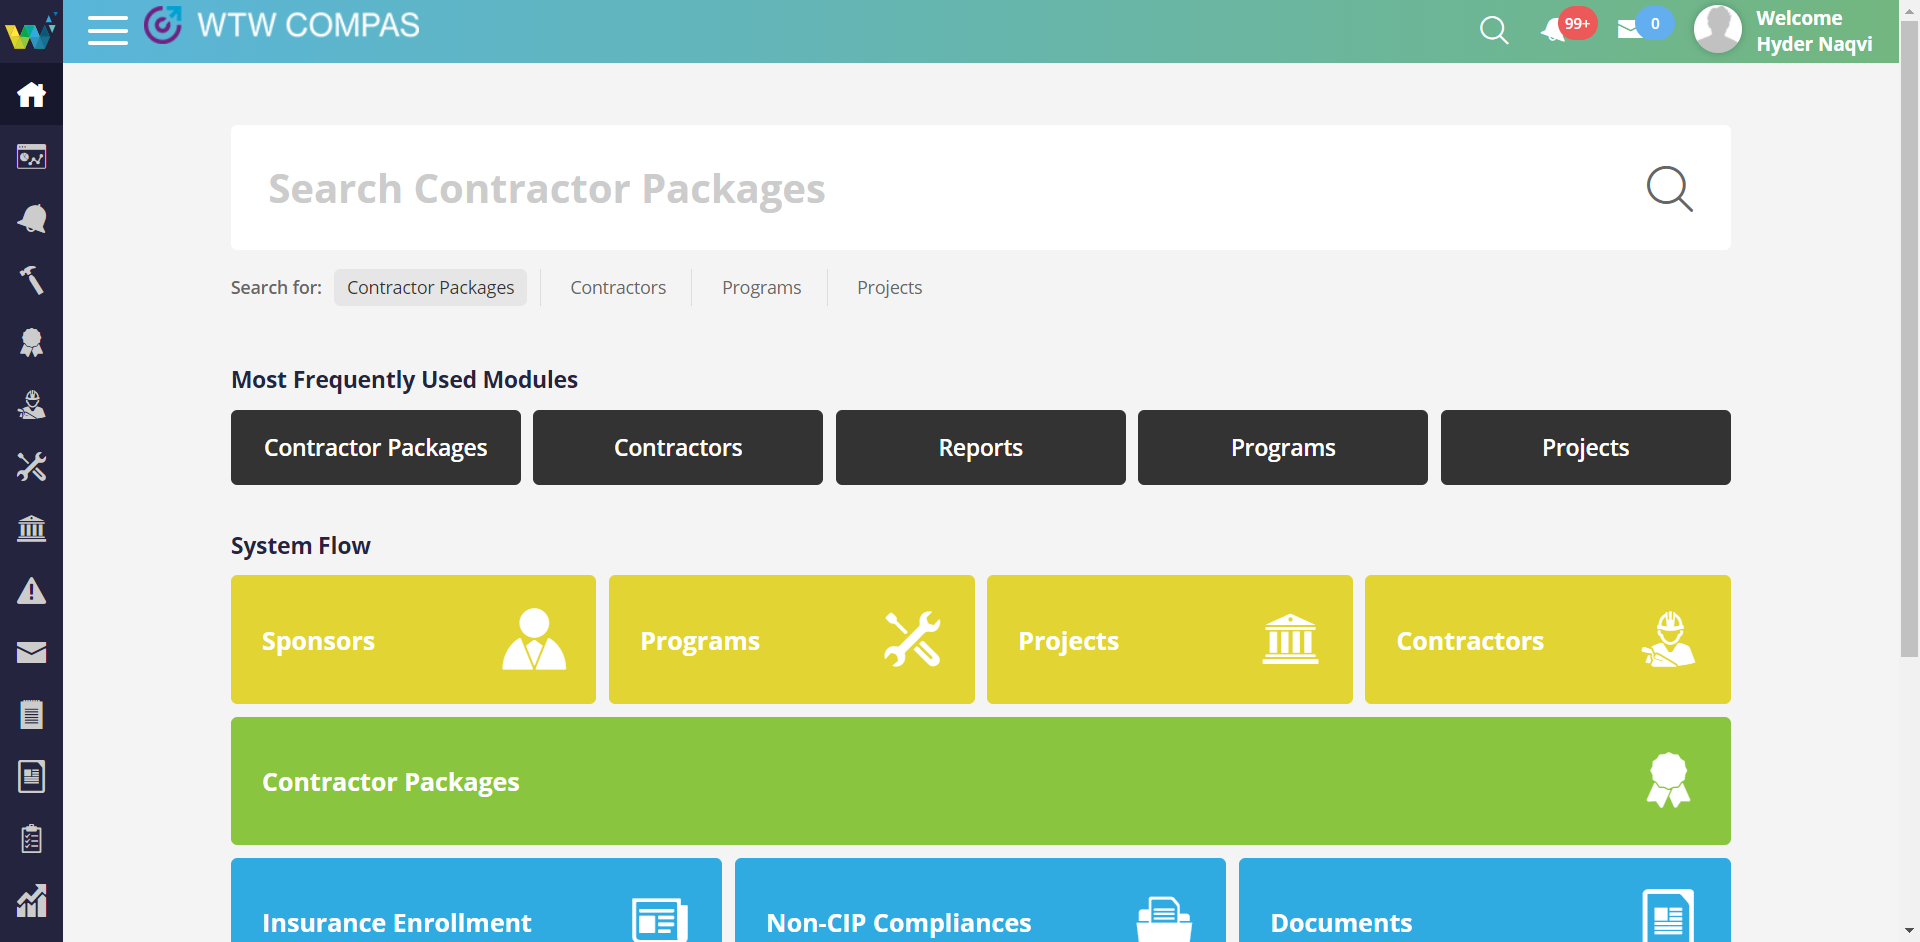 WTW COMPAS
99+
0
Welcome
Hyder Naqvi
Search Contractor Packages
Search for: Contractor Packages Contractors Programs Projects
Most Frequently Used Modules
Contractor Packages Contractors Reports Programs Projects
System Flow
Sponsors Programs Projects Contractors
Contractor Packages
Insurance Enrollment Non-CIP Compliances Documents